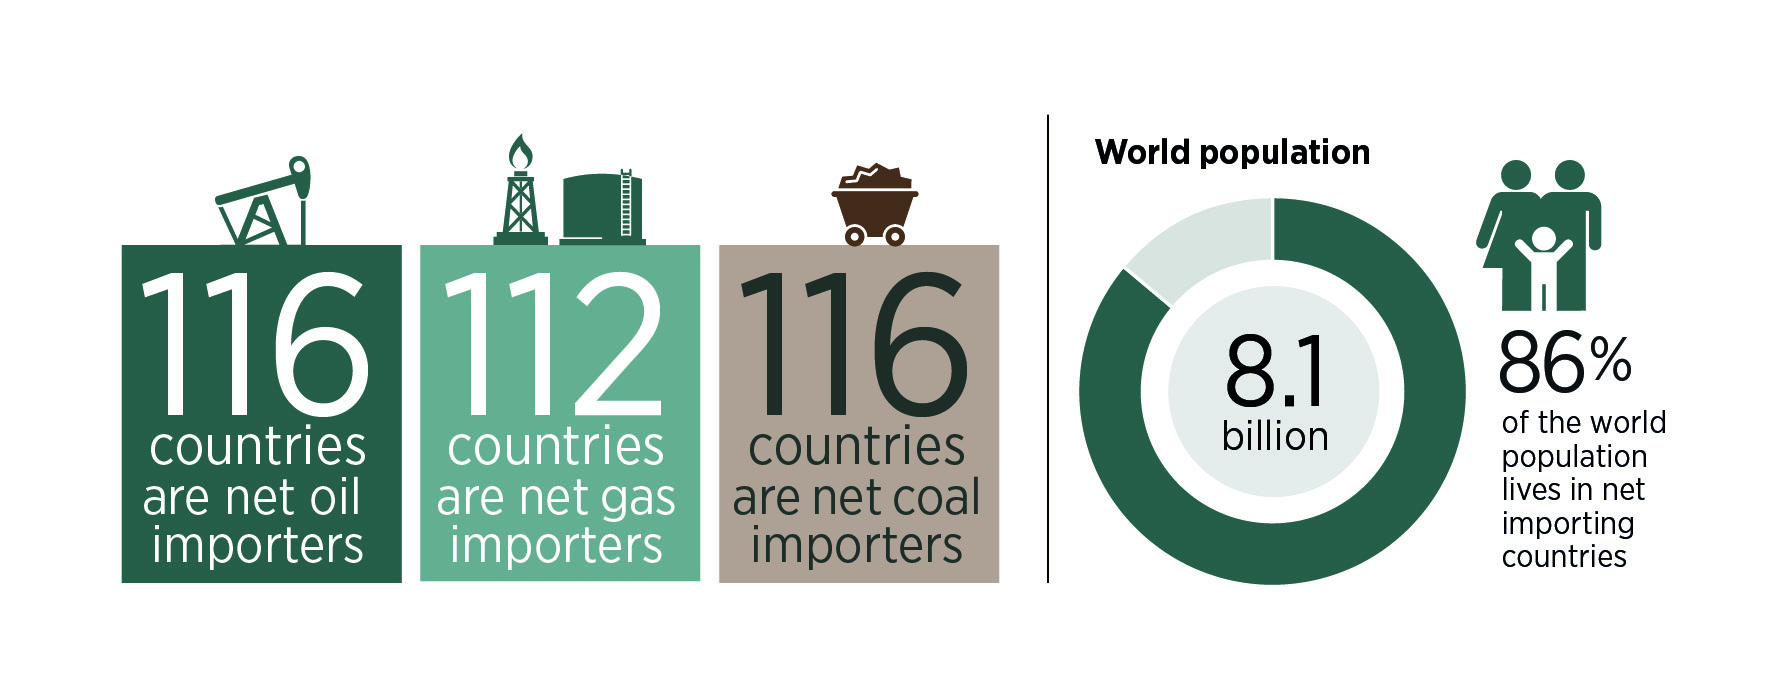 116
countries
are net oil
importers
112
countries
are net gas
importers
116
countries
are net coal
importers
World population
8.1
billion
86%
of the world
population
lives in net
importing
countries